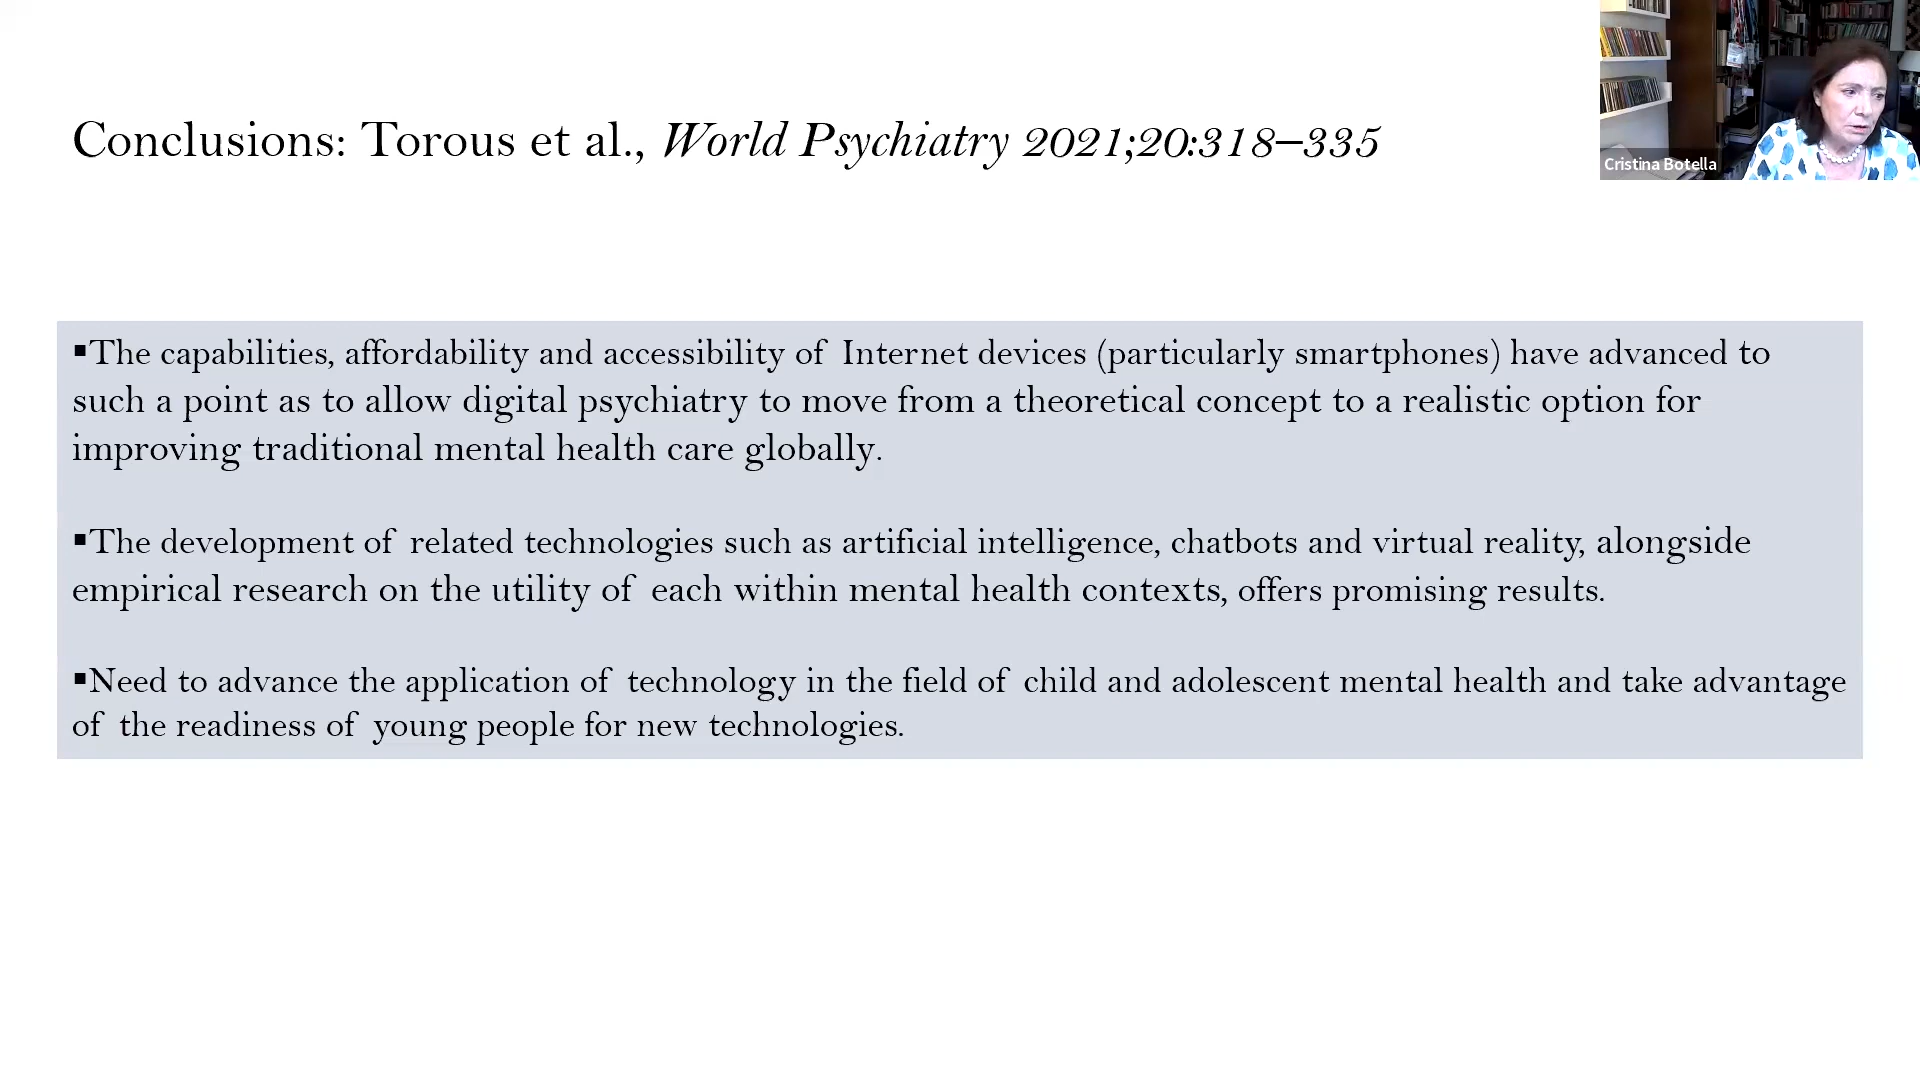 Conclusions: Torous et al., World Psychiatry 2021;20:318–335
Cristina Botella
▪The capabilities, affordability and accessibility of Internet devices (particularly smartphones) have advanced to
such a point as to allow digital psychiatry to move from a theoretical concept to a realistic option for
improving traditional mental health care globally.
▪The development of related technologies such as artificial intelligence, chatbots and virtual reality, alongside
empirical research on the utility of each within mental health contexts, offers promising results.
▪Need to advance the application of technology in the field of child and adolescent mental health and take advantage
of the readiness of young people for new technologies.